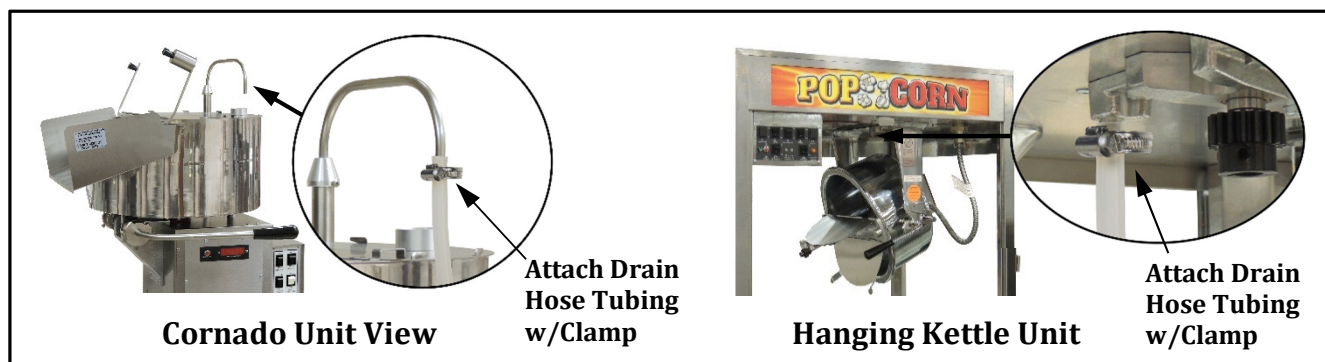 POP CORN
Attach Drain
Hose Tubing
w/Clamp
Cornado Unit View
Attach Drain
Hose Tubing
w/Clamp
Hanging Kettle Unit